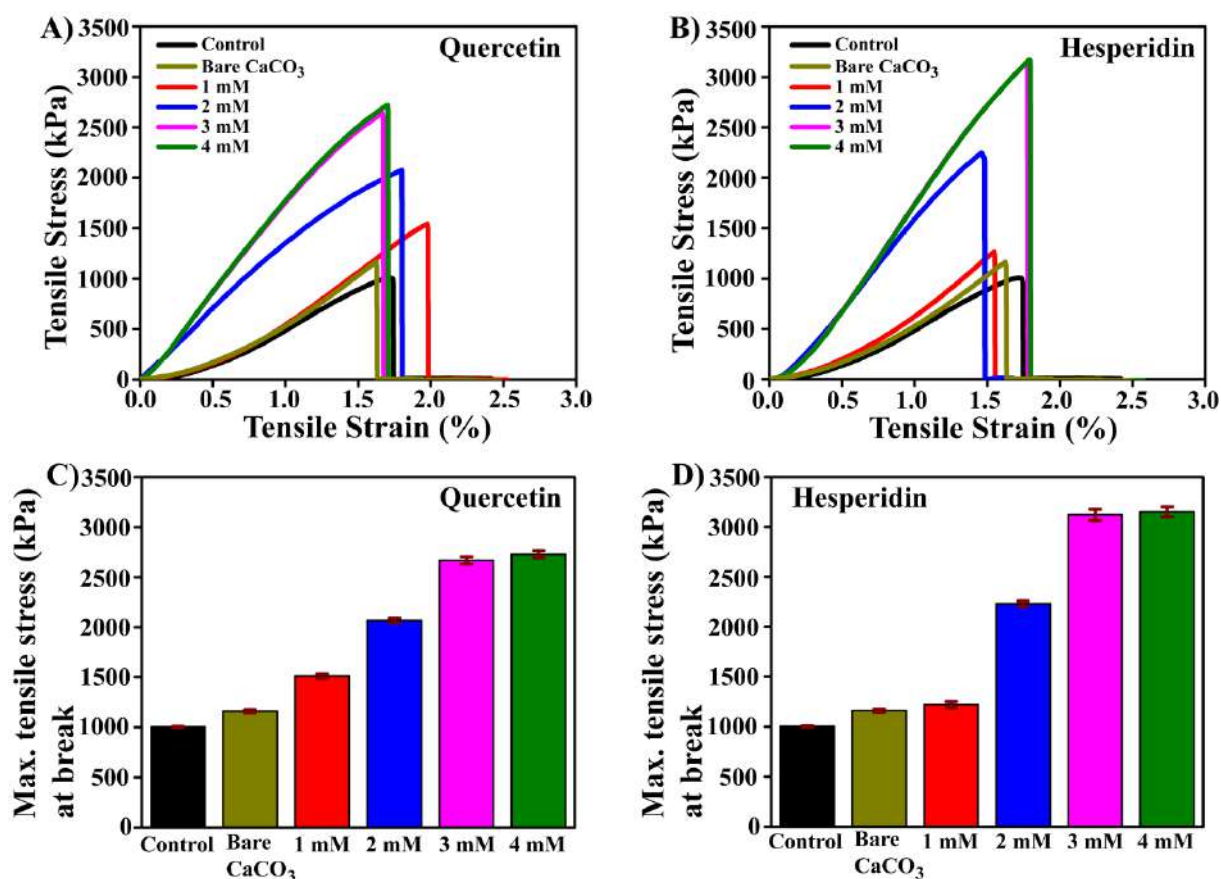 A)
Quercetin
Control
Bare CaCO3
1 mM
2 mM
3 mM
4 mM
Tensile Stress (kPa)
3500
3000
2500
2000
1500
1000
500
0
0.0 0.5 1.0 1.5 2.0 2.5 3.0
Tensile Strain (%)
B)
Hesperidin
Control
Bare CaCO3
1 mM
2 mM
3 mM
4 mM
Tensile Stress (kPa)
3500
3000
2500
2000
1500
1000
500
0
0.0 0.5 1.0 1.5 2.0 2.5 3.0
Tensile Strain (%)
C)
Quercetin
Max. tensile stress (kPa)
at break
3500
3000
2500
2000
1500
1000
500
0
Control Bare 1 mM 2 mM 3 mM 4 mM
CaCO3
D)
Hesperidin
Max. tensile stress (kPa)
at break
3500
3000
2500
2000
1500
1000
500
0
Control Bare 1 mM 2 mM 3 mM 4 mM
CaCO3